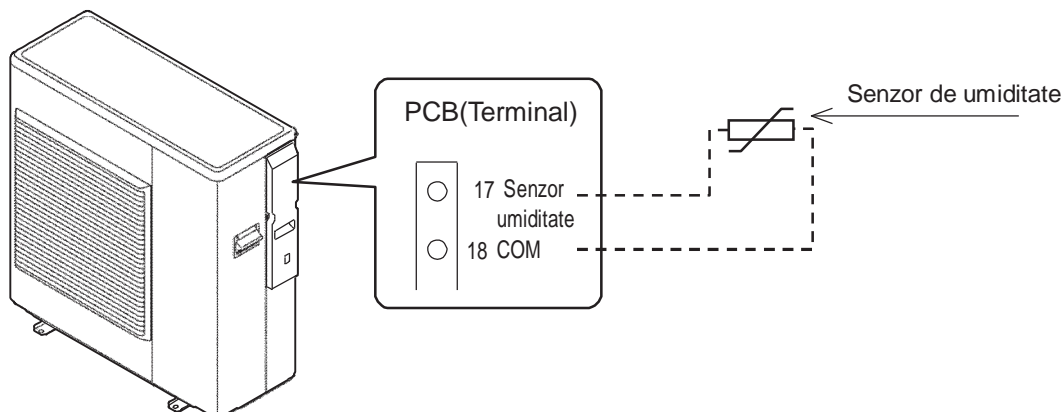 Senzor de umiditate
PCB(Terminal)
17 Senzor
umiditate
18 COM